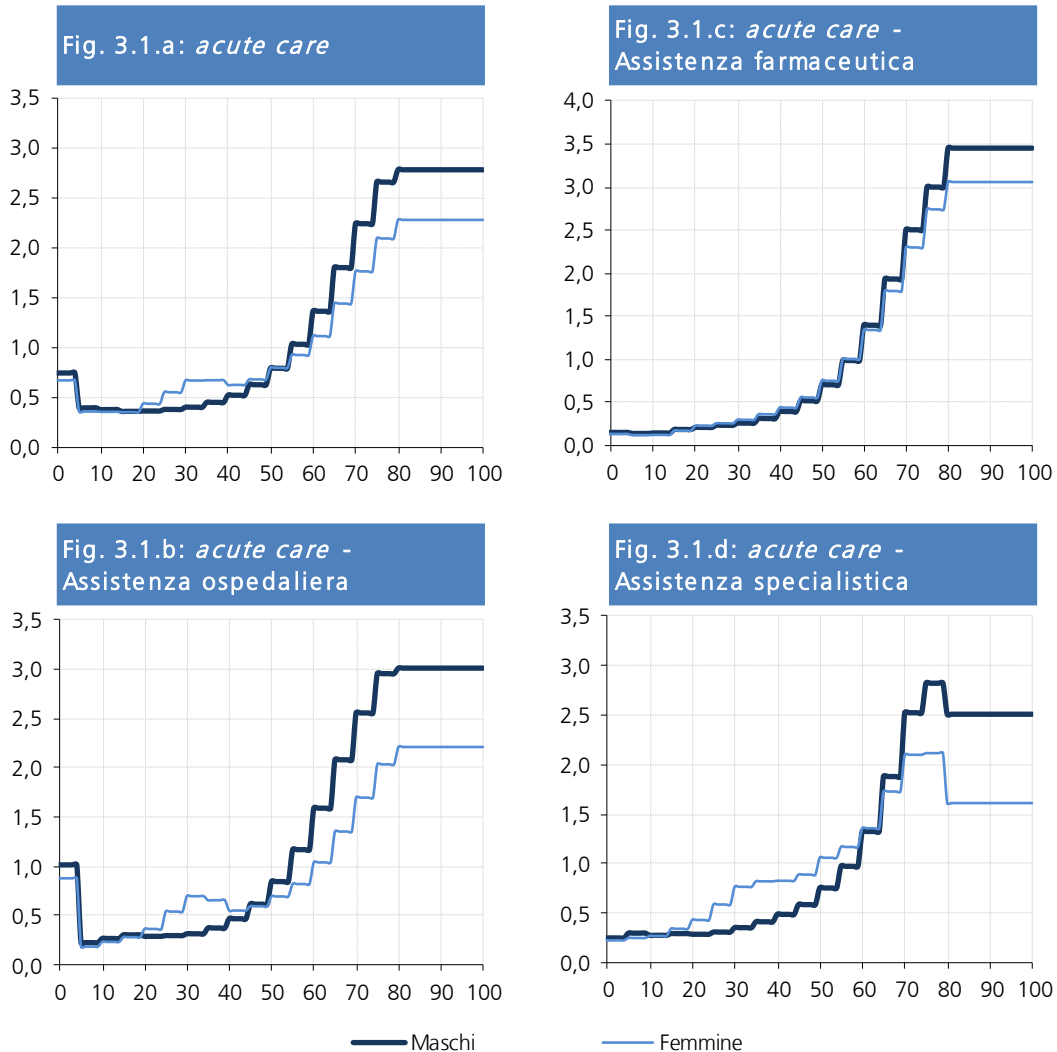 Fig. 3.1.a: acute care
3,5
3,0
2,5
2,0
1,5
1,0
0,5
0,0
0 10 20 30 40 50 60 70 80 90 100
Fig. 3.1.c: acute care -
Assistenza farmaceutica
4,0
3,5
3,0
2,5
2,0
1,5
1,0
0,5
0,0
0 10 20 30 40 50 60 70 80 90 100
Fig. 3.1.b: acute care -
Assistenza ospedaliera
3,5
3,0
2,5
2,0
1,5
1,0
0,5
0,0
0 10 20 30 40 50 60 70 80 90 100
Fig. 3.1.d: acute care -
Assistenza specialistica
3,5
3,0
2,5
2,0
1,5
1,0
0,5
0,0
0 10 20 30 40 50 60 70 80 90 100
Maschi Femmine